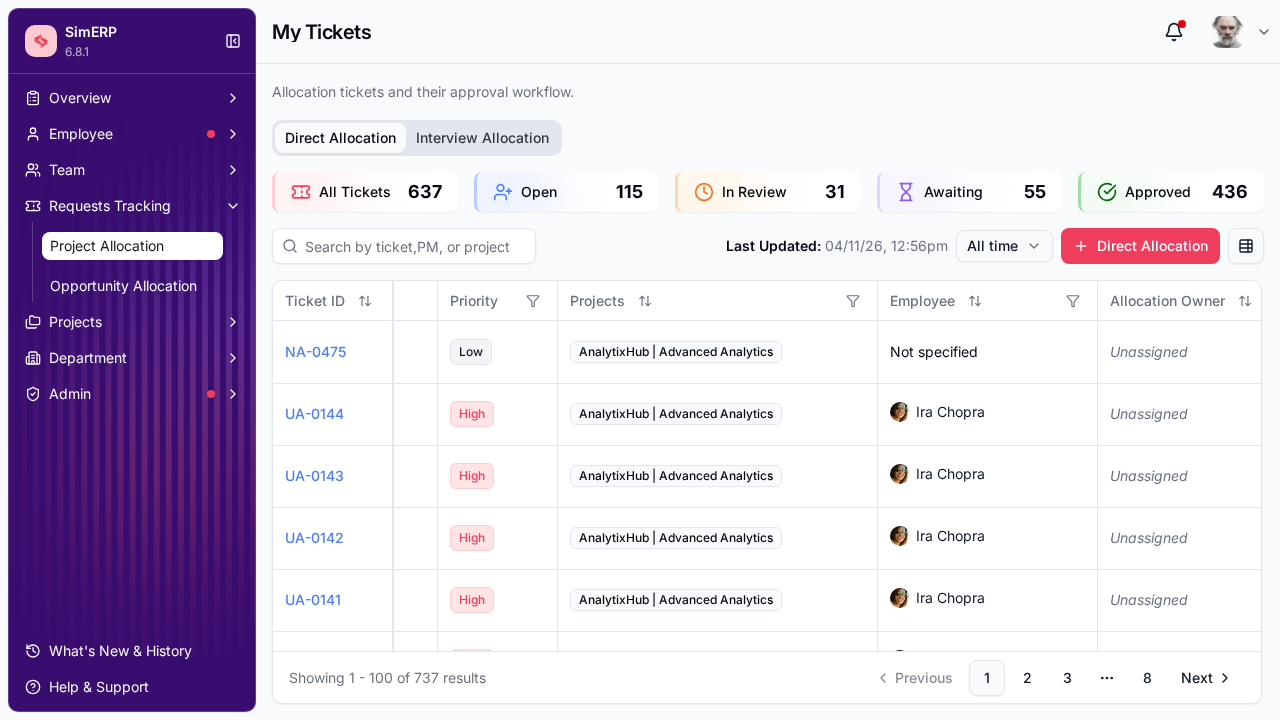 SimERP
6.8.1
Overview
Employee
Team
Requests Tracking
Project Allocation
Opportunity Allocation
Projects
Department
Admin
What's New & History
Help & Support
My Tickets
Allocation tickets and their approval workflow.
Direct Allocation Interview Allocation
All Tickets 637 Open 115 In Review 31 Awaiting 55 Approved 436
Search by ticket,PM, or project Last Updated: 04/11/26, 12:56pm All time Direct Allocation
Ticket ID Priority Projects Employee Allocation Owner
NA-0475 Low AnalytixHub | Advanced Analytics Not specified Unassigned
UA-0144 High AnalytixHub | Advanced Analytics Ira Chopra Unassigned
UA-0143 High AnalytixHub | Advanced Analytics Ira Chopra Unassigned
UA-0142 High AnalytixHub | Advanced Analytics Ira Chopra Unassigned
UA-0141 High AnalytixHub | Advanced Analytics Ira Chopra Unassigned
Showing 1 - 100 of 737 results Previous 1 2 3 ••• 8 Next